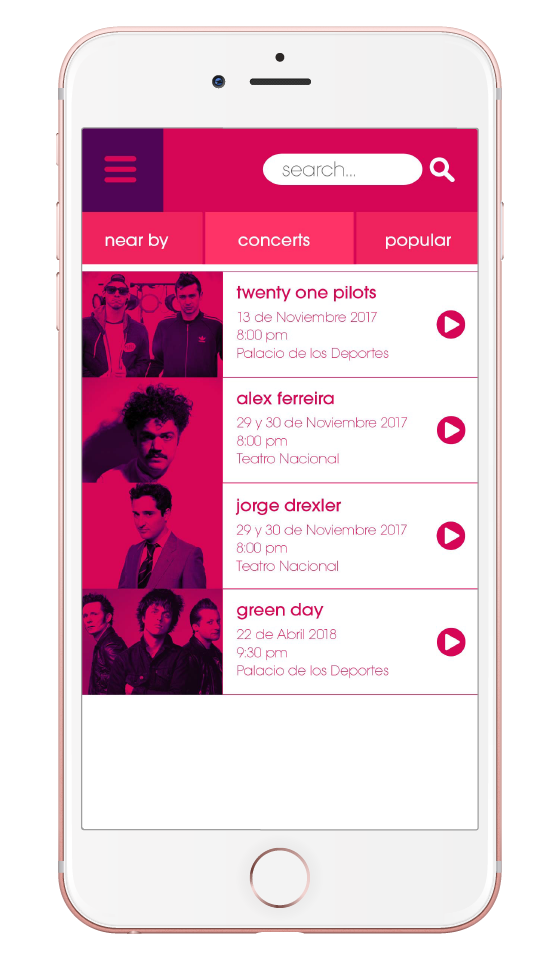 search...
near by
concerts
popular
twenty one pilots
13 de Noviembre 2017
8:00 pm
Palacio de los Deportes
alex ferreira
29 y 30 de Noviembre 2017
8:00 pm
Teatro Nacional
jorge drexler
29 y 30 de Noviembre 2017
8:00 pm
Teatro Nacional
green day
22 de Abril 2018
9:30 pm
Palacio de los Deportes